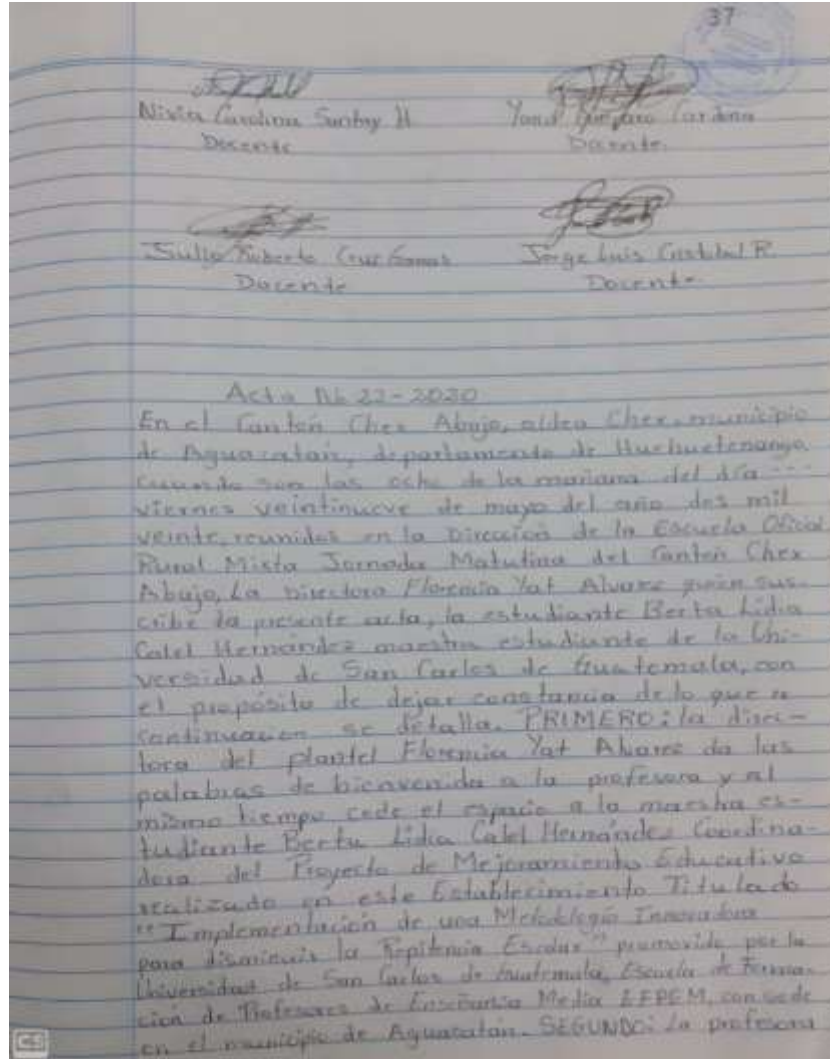 37
Nivia Carolina H
Docente Docente
Julio Roberto Cruz
Jorge Luis R.
Docente Docente
Acta No. 22-2020
En el Cantón Chex Abajo, aldea Chex, municipio
de Aguacatán, departamento de Huehuetenango.
Cuando son las ocho de la mañana del día ---
viernes veintinueve de mayo del año dos mil
veinte, reunidos en la Dirección de la Escuela Oficial
Rural Mixta Jornada Matutina del Cantón Chex
Abajo, La Directora Florencia Yat Alvarez quien sus-
cribe la presente acta, la estudiante Berta Lidia
Calel Hernández maestra estudiante de la Uni-
versidad de San Carlos de Guatemala, con
el propósito de dejar constancia de lo que a
continuación se detalla. PRIMERO: la direc-
tora del plantel Florencia Yat Alvarez da las
palabras de bienvenida a la profesora y al
mismo tiempo cede el espacio a la maestra es-
tudiante Berta Lidia Calel Hernández Coordina-
dora del Proyecto de Mejoramiento Educativo
realizado en este Establecimiento Titulado
"Implementación de una Metodología Innovadora
para disminuir la Repitencia Escolar" promovido por la
Universidad de San Carlos de Guatemala, Escuela de Forma-
ción de Profesores de Enseñanza Media EFPEM, con sede
en el municipio de Aguacatán. SEGUNDO: La profesora
CS